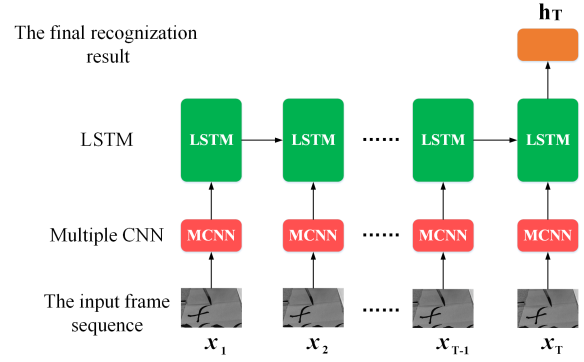 h_T
The final recognization
result
LSTM LSTM LSTM ...... LSTM LSTM
Multiple CNN MCNN MCNN ...... MCNN MCNN
The input frame
sequence
......
x_1 x_2 x_T-1 x_T